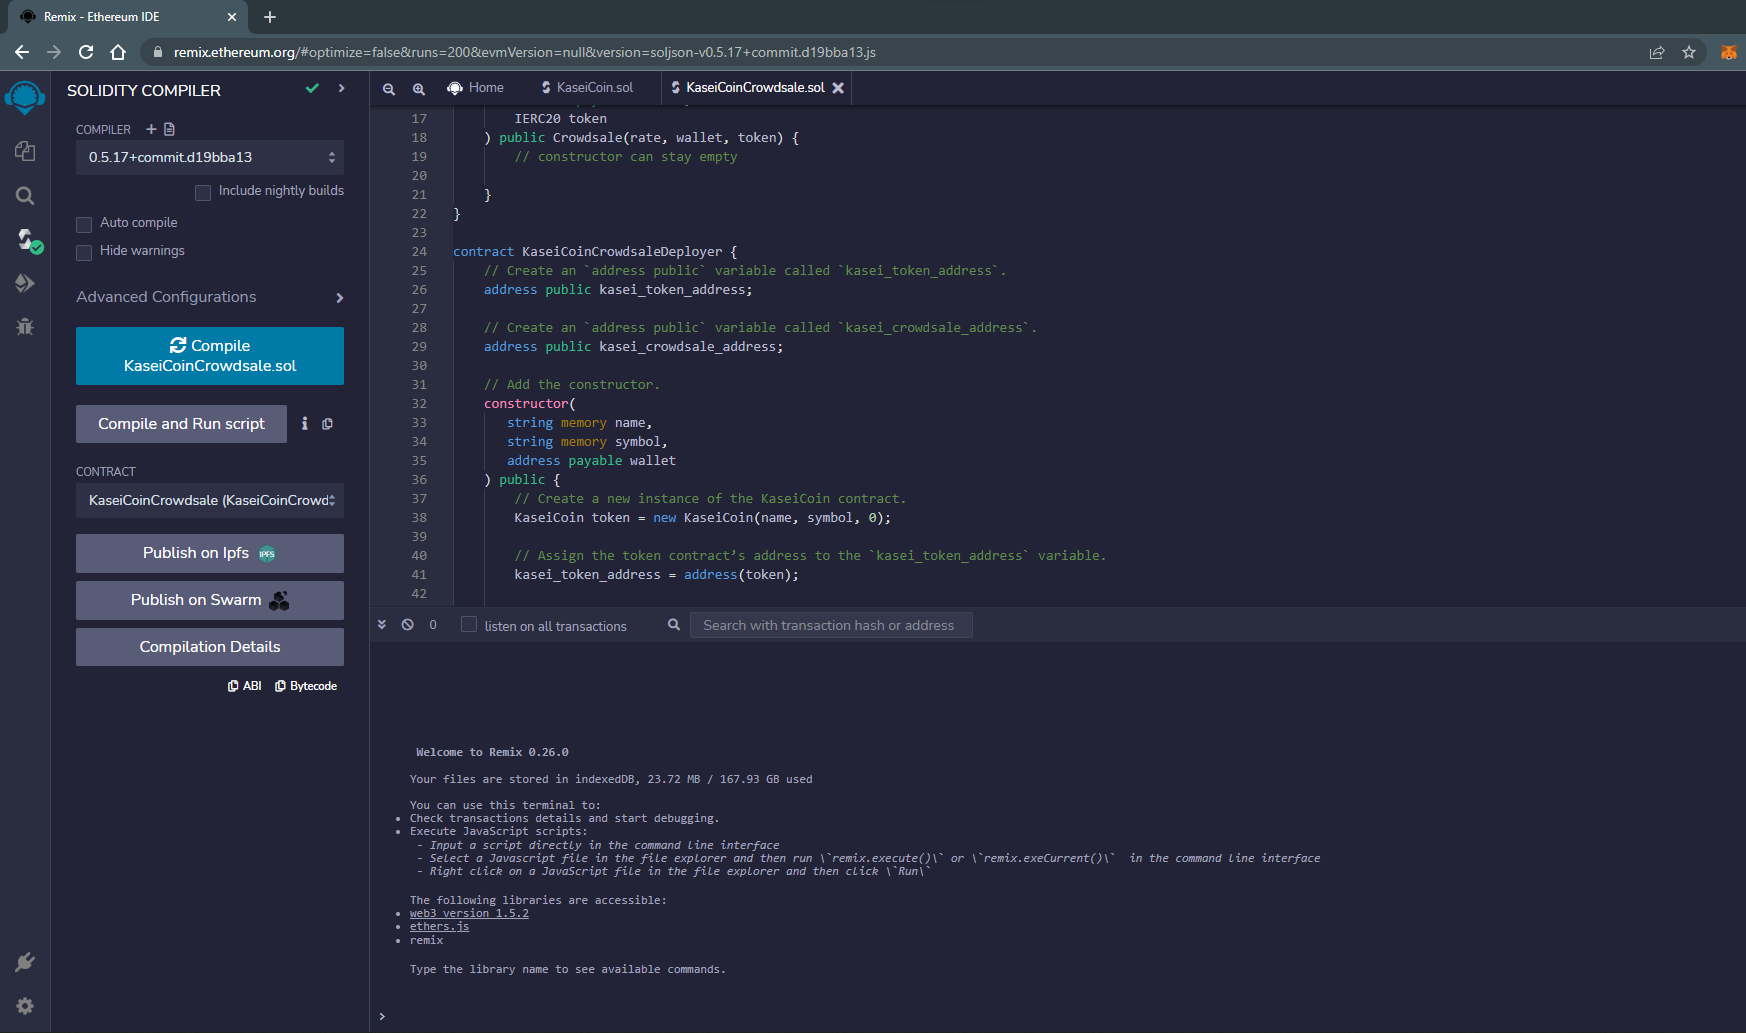 Remix - Ethereum IDE
remix.ethereum.org/#optimize=false&runs=200&evmVersion=null&version=soljson-v0.5.17+commit.d19bba13.js
SOLIDITY COMPILER
COMPILER
0.5.17+commit.d19bba13
Include nightly builds
Auto compile
Hide warnings
Advanced Configurations
Compile
KaseiCoinCrowdsale.sol
Compile and Run script
CONTRACT
KaseiCoinCrowdsale (KaseiCoinCrowd
Publish on Ipfs IPFS
Publish on Swarm
Compilation Details
ABI Bytecode
Home KaseiCoin.sol KaseiCoinCrowdsale.sol
17 IERC20 token
18 ) public Crowdsale(rate, wallet, token) {
19 // constructor can stay empty
20
21 }
22 }
23
24 contract KaseiCoinCrowdsaleDeployer {
25 // Create an `address public` variable called `kasei_token_address`.
26 address public kasei_token_address;
27
28 // Create an `address public` variable called `kasei_crowdsale_address`.
29 address public kasei_crowdsale_address;
30
31 // Add the constructor.
32 constructor(
33 string memory name,
34 string memory symbol,
35 address payable wallet
36 ) public {
37 // Create a new instance of the KaseiCoin contract.
38 KaseiCoin token = new KaseiCoin(name, symbol, 0);
39
40 // Assign the token contract’s address to the `kasei_token_address` variable.
41 kasei_token_address = address(token);
42
0 listen on all transactions Search with transaction hash or address
Welcome to Remix 0.26.0
Your files are stored in indexedDB, 23.72 MB / 167.93 GB used
You can use this terminal to:
• Check transactions details and start debugging.
• Execute JavaScript scripts:
- Input a script directly in the command line interface
- Select a Javascript file in the file explorer and then run \`remix.execute()\` or \`remix.exeCurrent()\` in the command line interface
- Right click on a JavaScript file in the file explorer and then click \`Run\`
The following libraries are accessible:
• web3 version 1.5.2
• ethers.js
• remix
Type the library name to see available commands.
>